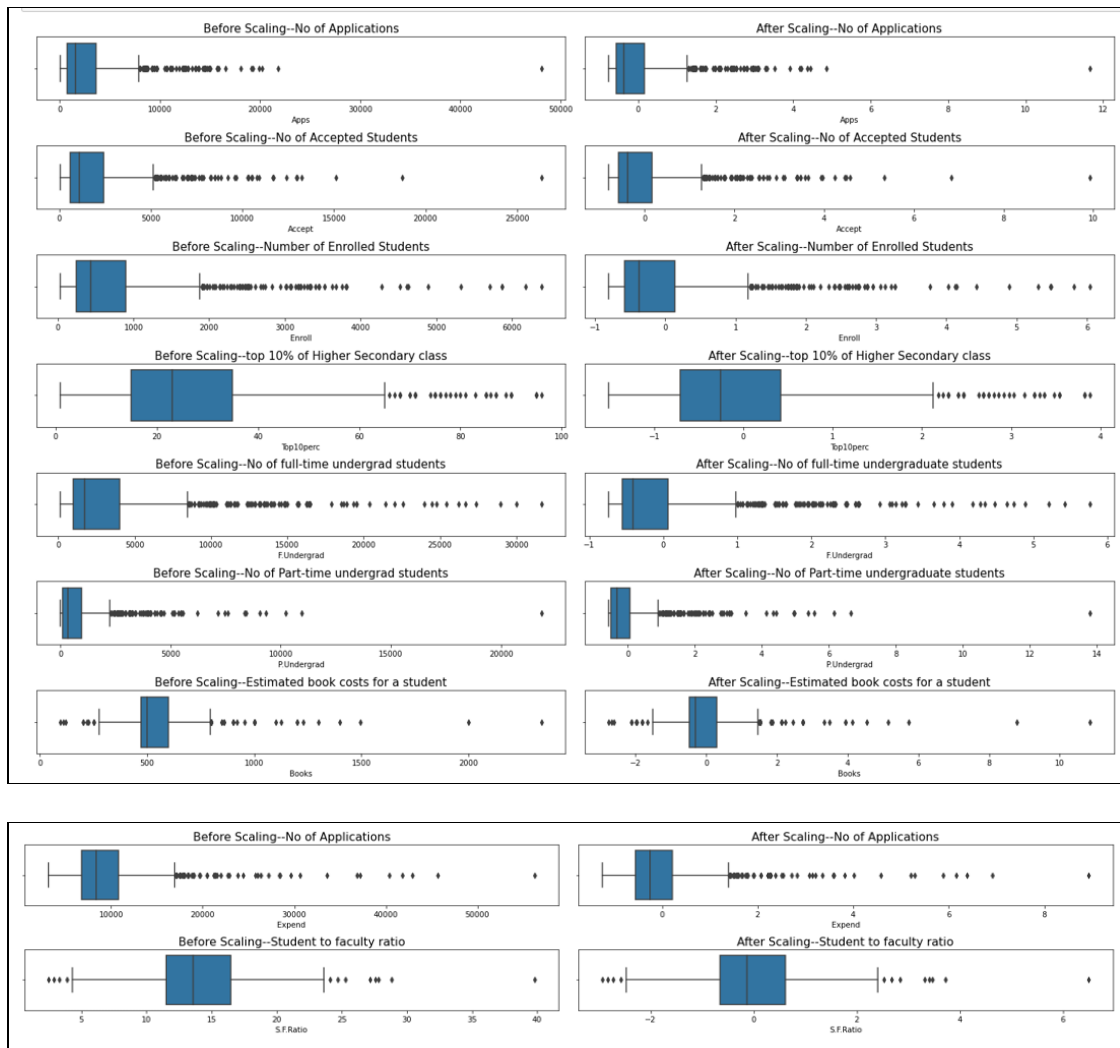 Before Scaling--No of Applications After Scaling--No of Applications
0 10000 20000 30000 40000 50000 0 2 4 6 8 10 12
Apps Apps
Before Scaling--No of Accepted Students After Scaling--No of Accepted Students
0 5000 10000 15000 20000 25000 0 2 4 6 8 10
Accept Accept
Before Scaling--Number of Enrolled Students After Scaling--Number of Enrolled Students
0 1000 2000 3000 4000 5000 6000 −1 0 1 2 3 4 5 6
Enroll Enroll
Before Scaling--top 10% of Higher Secondary class After Scaling--top 10% of Higher Secondary class
0 20 40 60 80 100 −1 0 1 2 3 4
Top10perc Top10perc
Before Scaling--No of full-time undergrad students After Scaling--No of full-time undergraduate students
0 5000 10000 15000 20000 25000 30000 −1 0 1 2 3 4 5 6
F.Undergrad F.Undergrad
Before Scaling--No of Part-time undergrad students After Scaling--No of Part-time undergraduate students
0 5000 10000 15000 20000 0 2 4 6 8 10 12 14
P.Undergrad P.Undergrad
Before Scaling--Estimated book costs for a student After Scaling--Estimated book costs for a student
0 500 1000 1500 2000 −2 0 2 4 6 8 10
Books Books
Before Scaling--No of Applications After Scaling--No of Applications
10000 20000 30000 40000 50000 0 2 4 6 8
Expend Expend
Before Scaling--Student to faculty ratio After Scaling--Student to faculty ratio
5 10 15 20 25 30 35 40 −2 0 2 4 6
S.F.Ratio S.F.Ratio